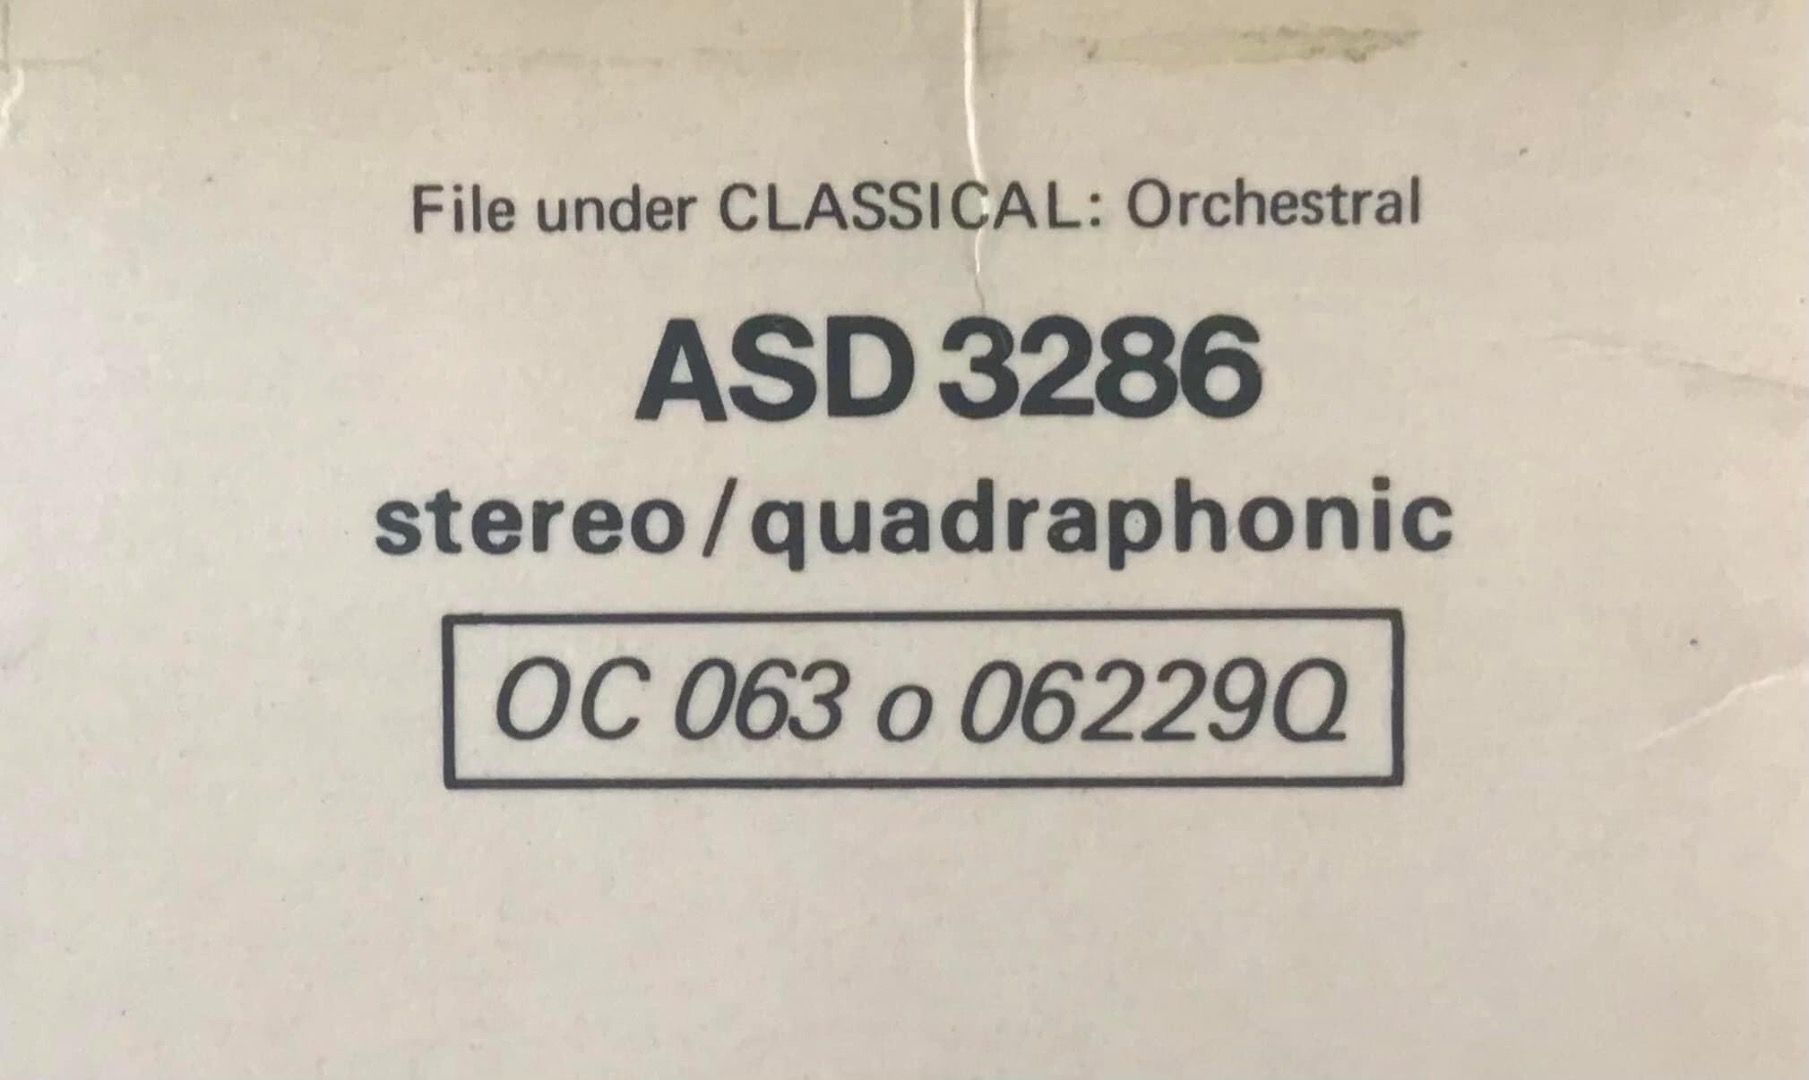 File under CLASSICAL: Orchestral
ASD 3286
stereo/quadraphonic
OC 063 o 06229Q